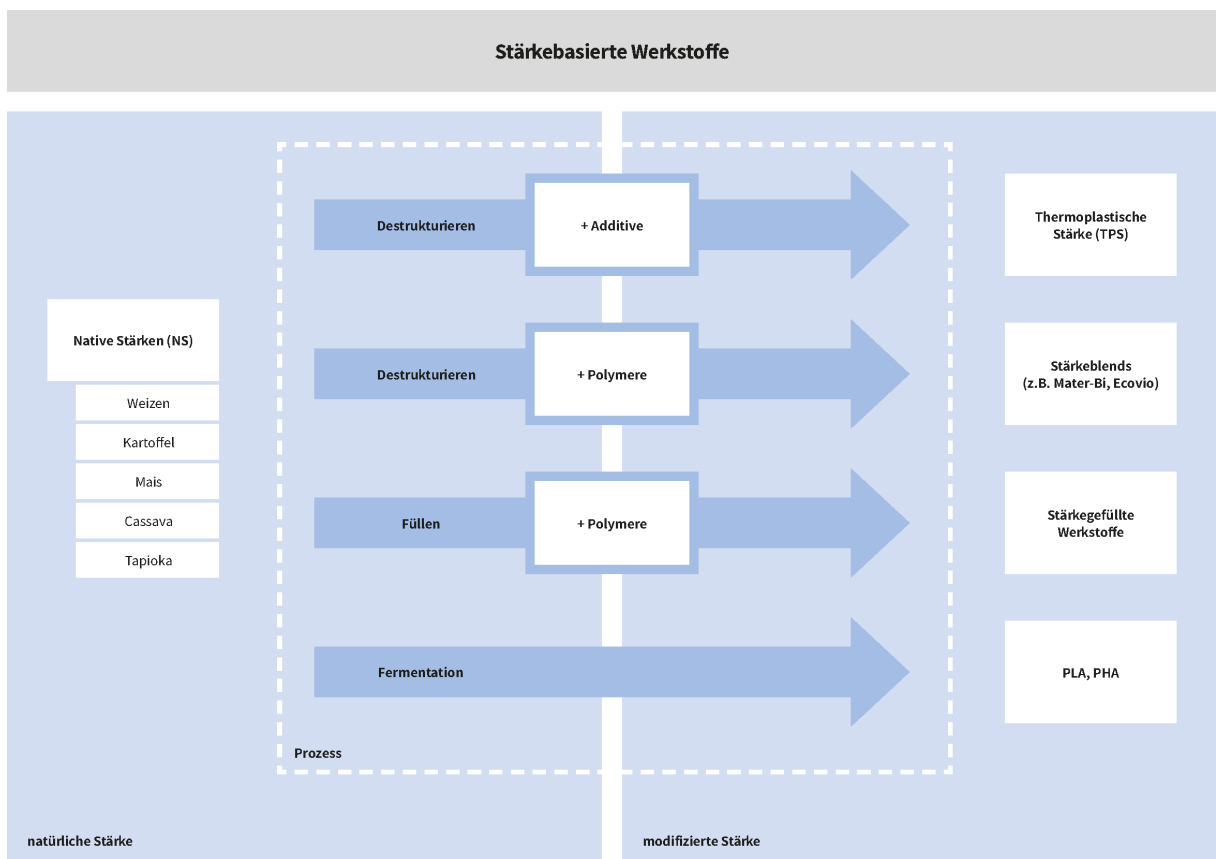 Stärkebasierte Werkstoffe
Native Stärken (NS)
Weizen
Kartoffel
Mais
Cassava
Tapioka
Destrukturieren
+ Additive
Thermoplastische
Stärke (TPS)
Destrukturieren
+ Polymere
Stärkeblends
(z.B. Mater-Bi, Ecovio)
Füllen
+ Polymere
Stärkegefüllte
Werkstoffe
Fermentation
PLA, PHA
Prozess
natürliche Stärke
modifizierte Stärke